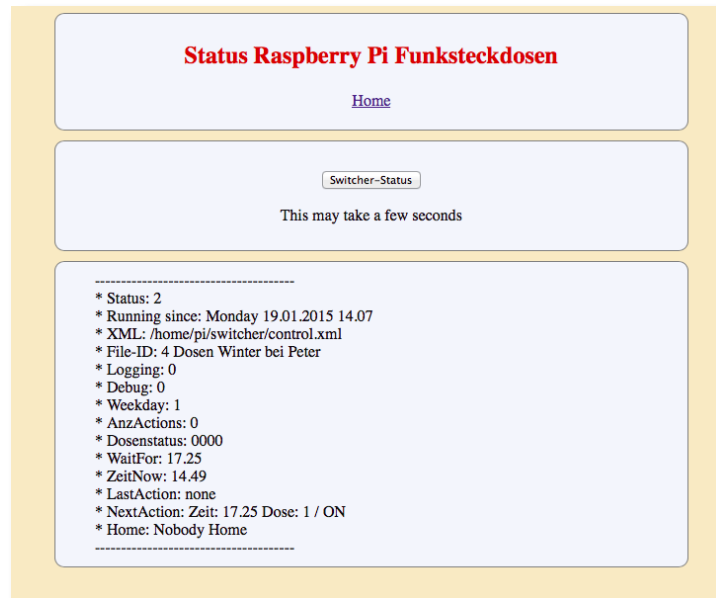 Status Raspberry Pi Funksteckdosen
Home
Switcher-Status
This may take a few seconds
--------------------------------------
* Status: 2
* Running since: Monday 19.01.2015 14.07
* XML: /home/pi/switcher/control.xml
* File-ID: 4 Dosen Winter bei Peter
* Logging: 0
* Debug: 0
* Weekday: 1
* AnzActions: 0
* Dosenstatus: 0000
* WaitFor: 17.25
* ZeitNow: 14.49
* LastAction: none
* NextAction: Zeit: 17.25 Dose: 1 / ON
* Home: Nobody Home
--------------------------------------